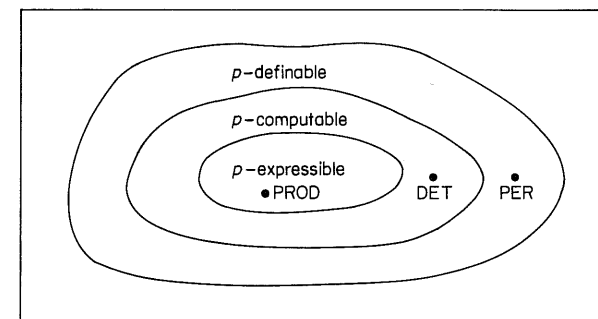 p-definable
p-computable
p-expressible
•PROD
DET
PER